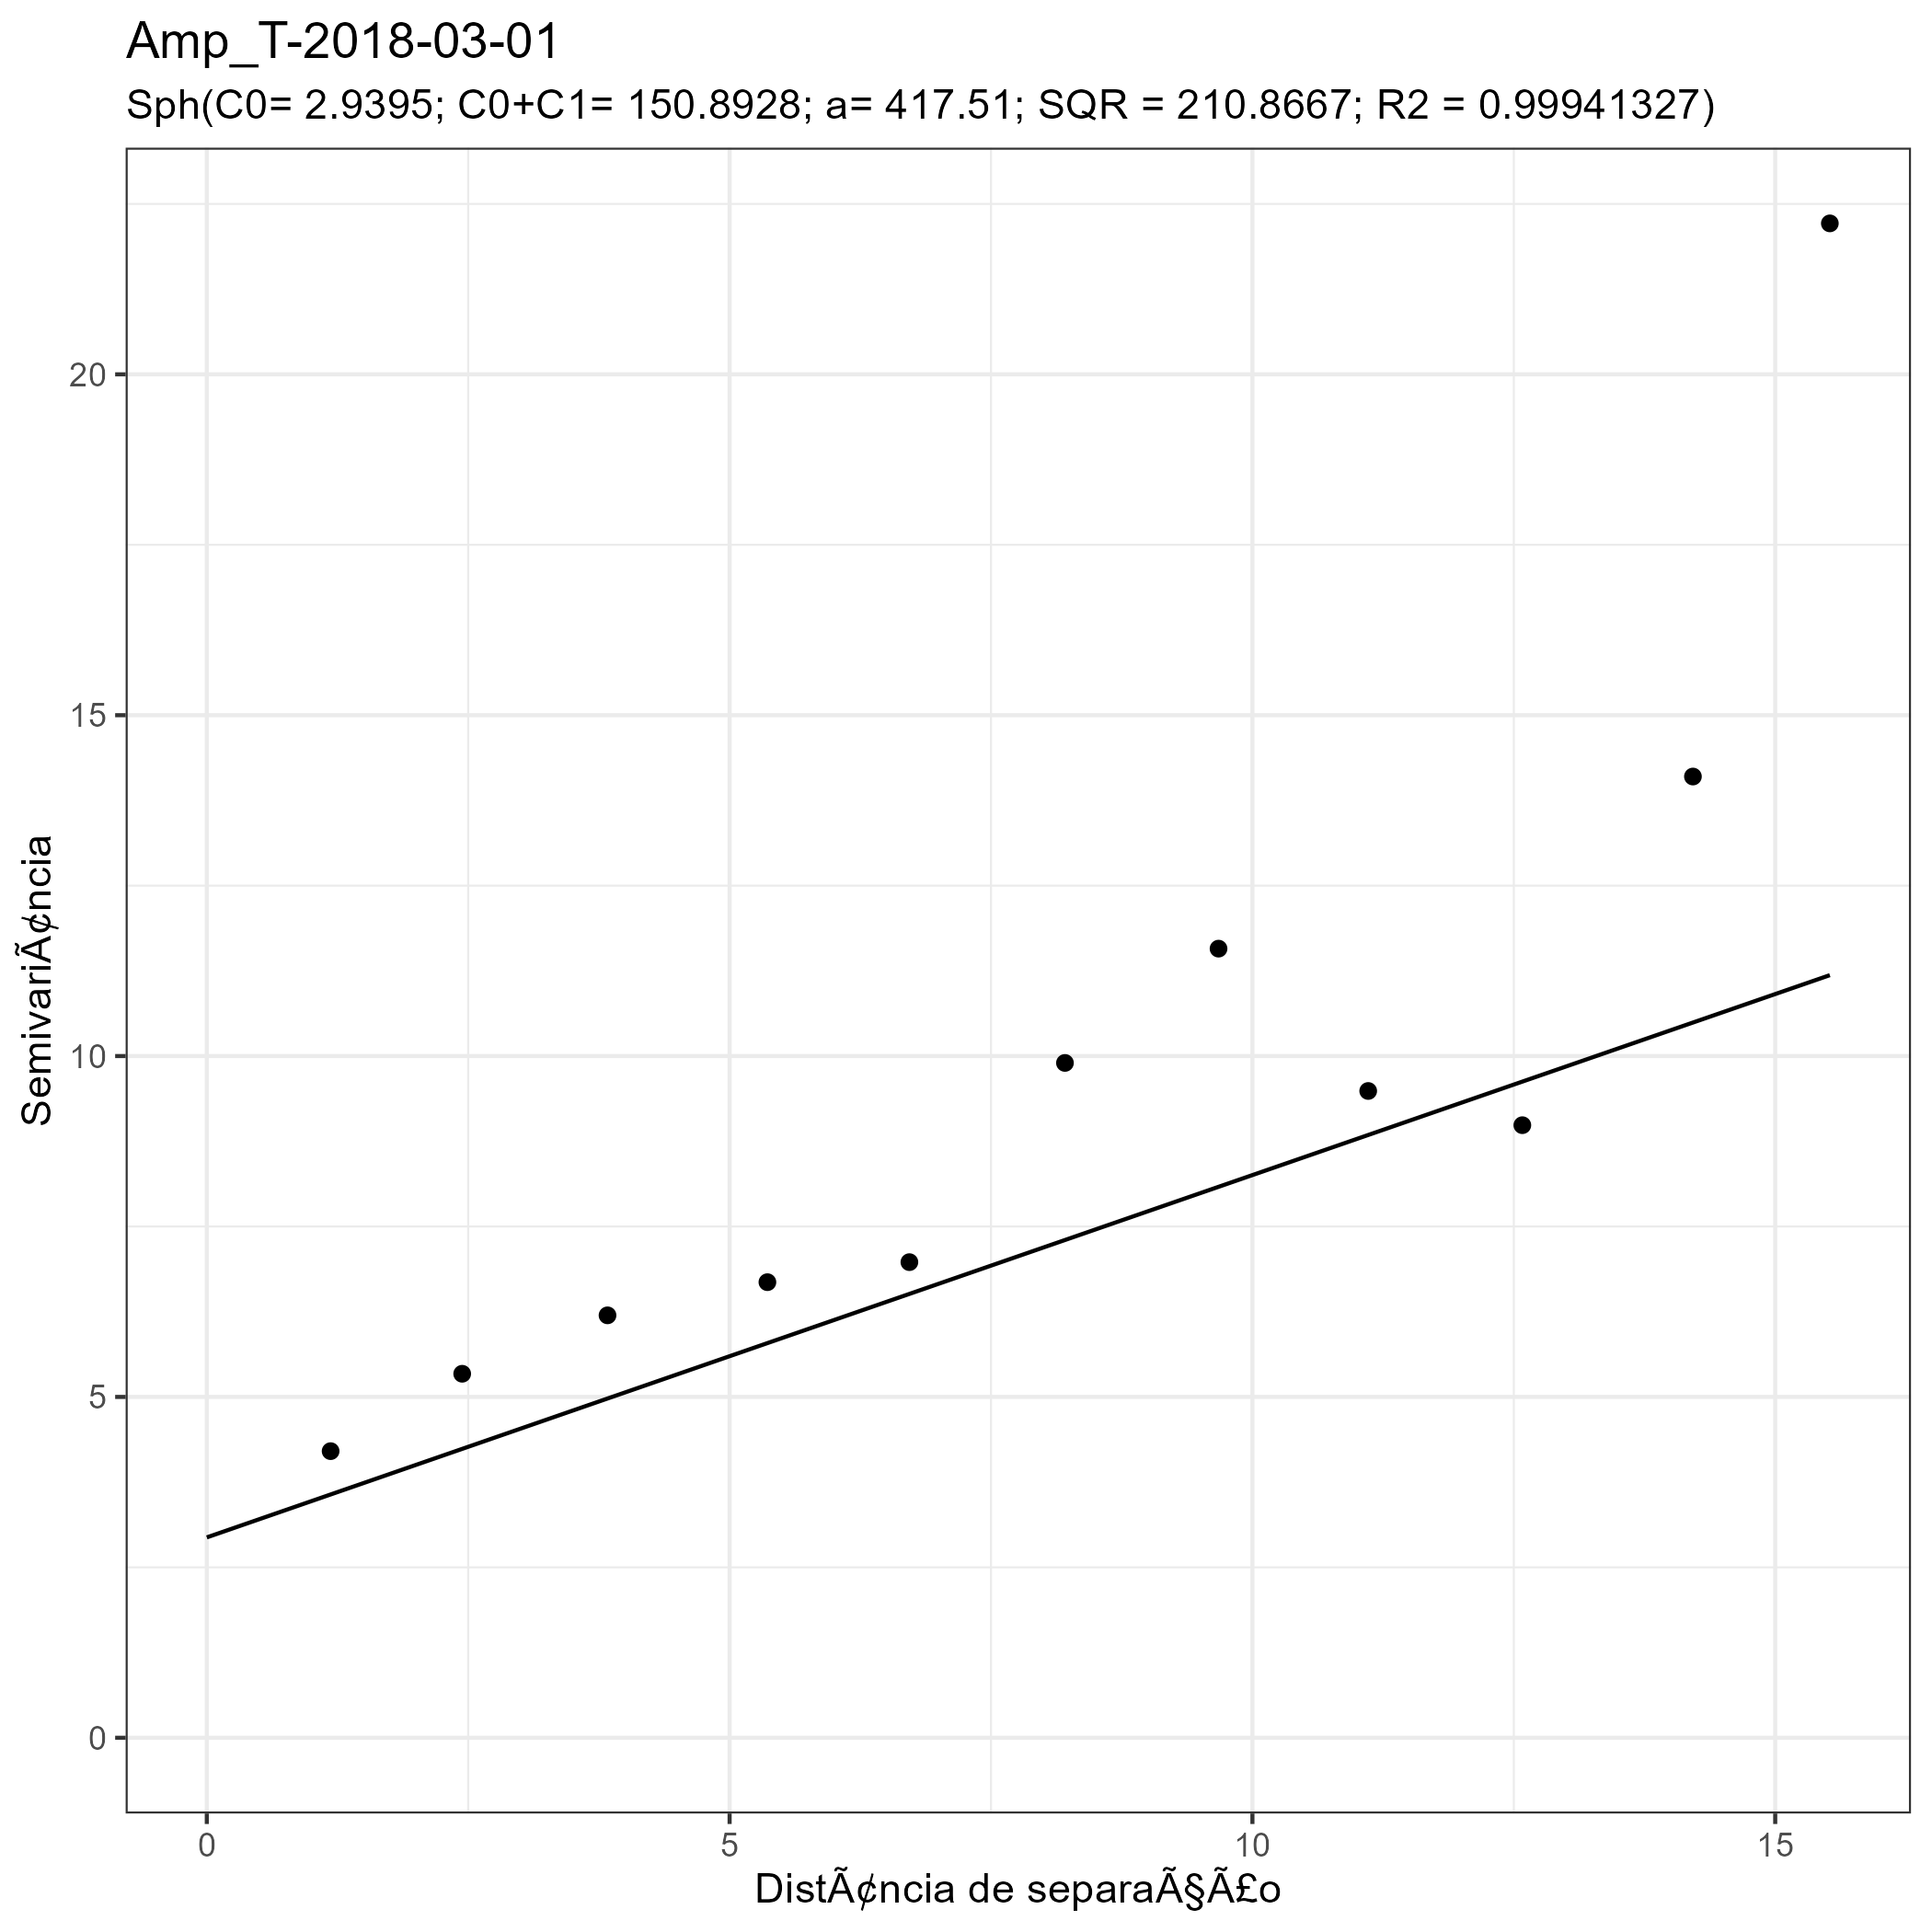 Amp_T-2018-03-01
Sph(C0= 2.9395; C0+C1= 150.8928; a= 417.51; SQR = 210.8667; R2 = 0.99941327)
20
15
10
5
0
SemivariÃ¢ncia
0 5 10 15
DistÃ¢ncia de separaÃ§Ã£o